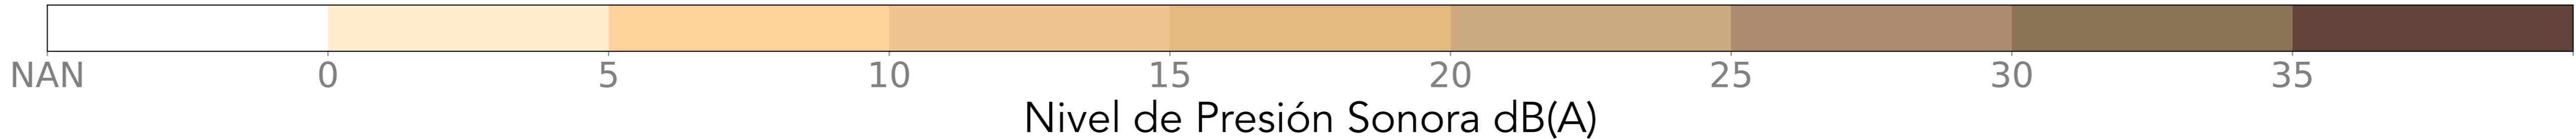 NAN 0 5 10 15 20 25 30 35
Nivel de Presión Sonora dB(A)